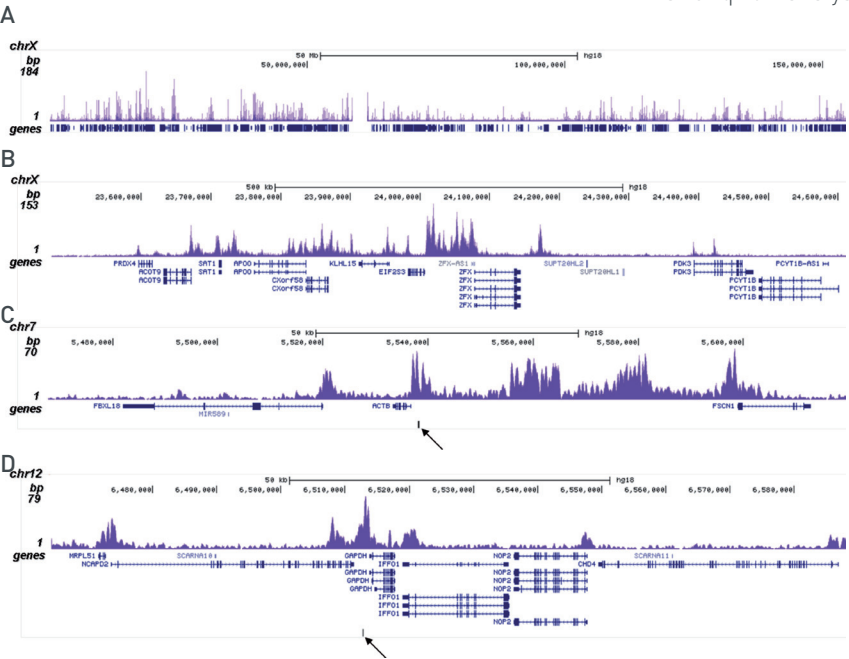 A
chrX
50 Mb hg18
bp 50,000,000 100,000,000 150,000,000
184
1
genes
B
chrX
500 kb hg18
bp 23,600,000 23,700,000 23,800,000 23,900,000 24,000,000 24,100,000 24,200,000 24,300,000 24,400,000 24,500,000 24,600,000
153
1
genes PRDX4 SAT1 APOO KLHL15 ZFX-AS1 SUPT20HL2 PDK3 PCYT1B-AS1
ACOT9 SAT1 APOO EIF2S3 ZFX SUPT20HL1 PDK3
ACOT9 CXorf58 ZFX PCYT1B
CXorf58 ZFX PCYT1B
ZFX PCYT1B
ZFX
C
chr7
50 kb hg18
bp 5,480,000 5,500,000 5,520,000 5,540,000 5,560,000 5,580,000 5,600,000
70
1
genes FBXL18 ACTB FSCN1
MIR589
D
chr12
50 kb hg18
bp 6,480,000 6,490,000 6,500,000 6,510,000 6,520,000 6,530,000 6,540,000 6,550,000 6,560,000 6,570,000 6,580,000
79
1
genes MRPL51 SCARNA10 GAPDH IFFO1 NOP2 SCARNA11
NCAPD2 IFFO1 CHD4
GAPDH NOP2
GAPDH NOP2
GAPDH NOP2
IFFO1
IFFO1
IFFO1
NOP2